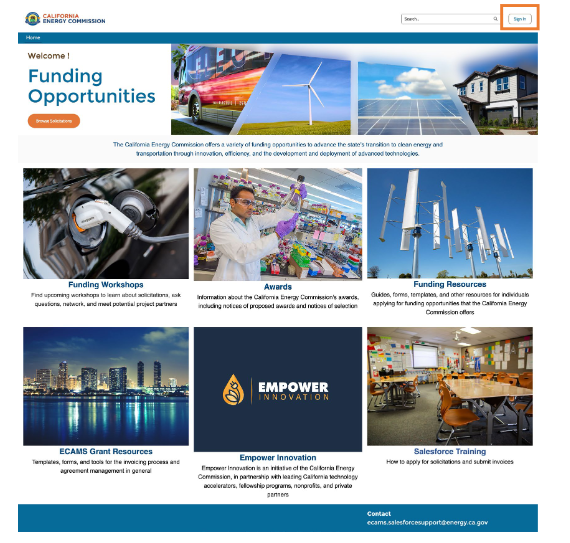 CALIFORNIA
ENERGY COMMISSION
Search...
Sign In
Home
Welcome !
Funding
Opportunities
Browse Solicitations
The California Energy Commission offers a variety of funding opportunities to advance the state's transition to clean energy and
transportation through innovation, efficiency, and the development and deployment of advanced technologies.
Funding Workshops
Find upcoming workshops to learn about solicitations, ask
questions, network, and meet potential project partners
Awards
Information about the California Energy Commission's awards,
including notices of proposed awards and notices of selection
Funding Resources
Guides, forms, templates, and other resources for individuals
applying for funding opportunities that the California Energy
Commission offers.
EMPOWER
INNOVATION
ECAMS Grant Resources
Templates, forms, and tools for the invoicing process and
agreement management in general
Empower Innovation
Empower Innovation is an initiative of the California Energy
Commission, in partnership with leading California technology
accelerators, fellowship programs, nonprofits, and private
partners
Salesforce Training
How to apply for solicitations and submit invoices
Contact
ecams.salesforcesupport@energy.ca.gov